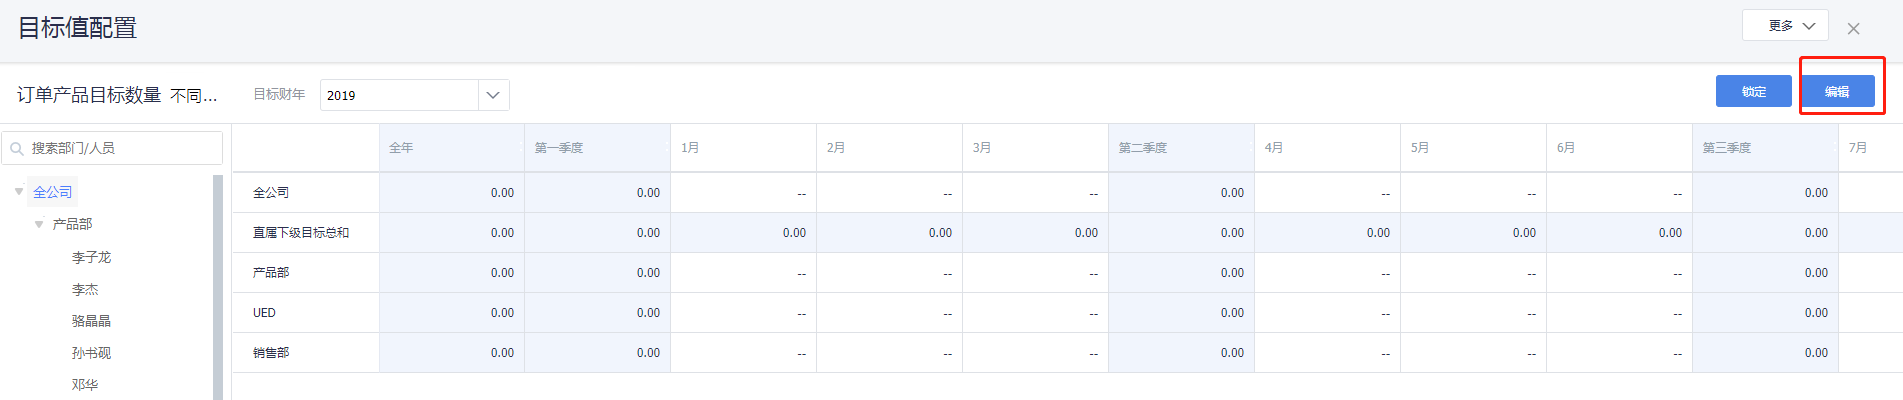 目标值配置
更多
订单产品目标数量 不同...
目标财年
2019
锁定
编辑
搜索部门/人员
全公司
产品部
李子龙
李杰
骆晶晶
孙书砚
邓华
全年 第一季度 1月 2月 3月 第二季度 4月 5月 6月 第三季度 7月
全公司 0.00 0.00 -- -- -- 0.00 -- -- -- 0.00
直属下级目标总和 0.00 0.00 0.00 0.00 0.00 0.00 0.00 0.00 0.00 0.00
产品部 0.00 0.00 -- -- -- 0.00 -- -- -- 0.00
UED 0.00 0.00 -- -- -- 0.00 -- -- -- 0.00
销售部 0.00 0.00 -- -- -- 0.00 -- -- -- 0.00